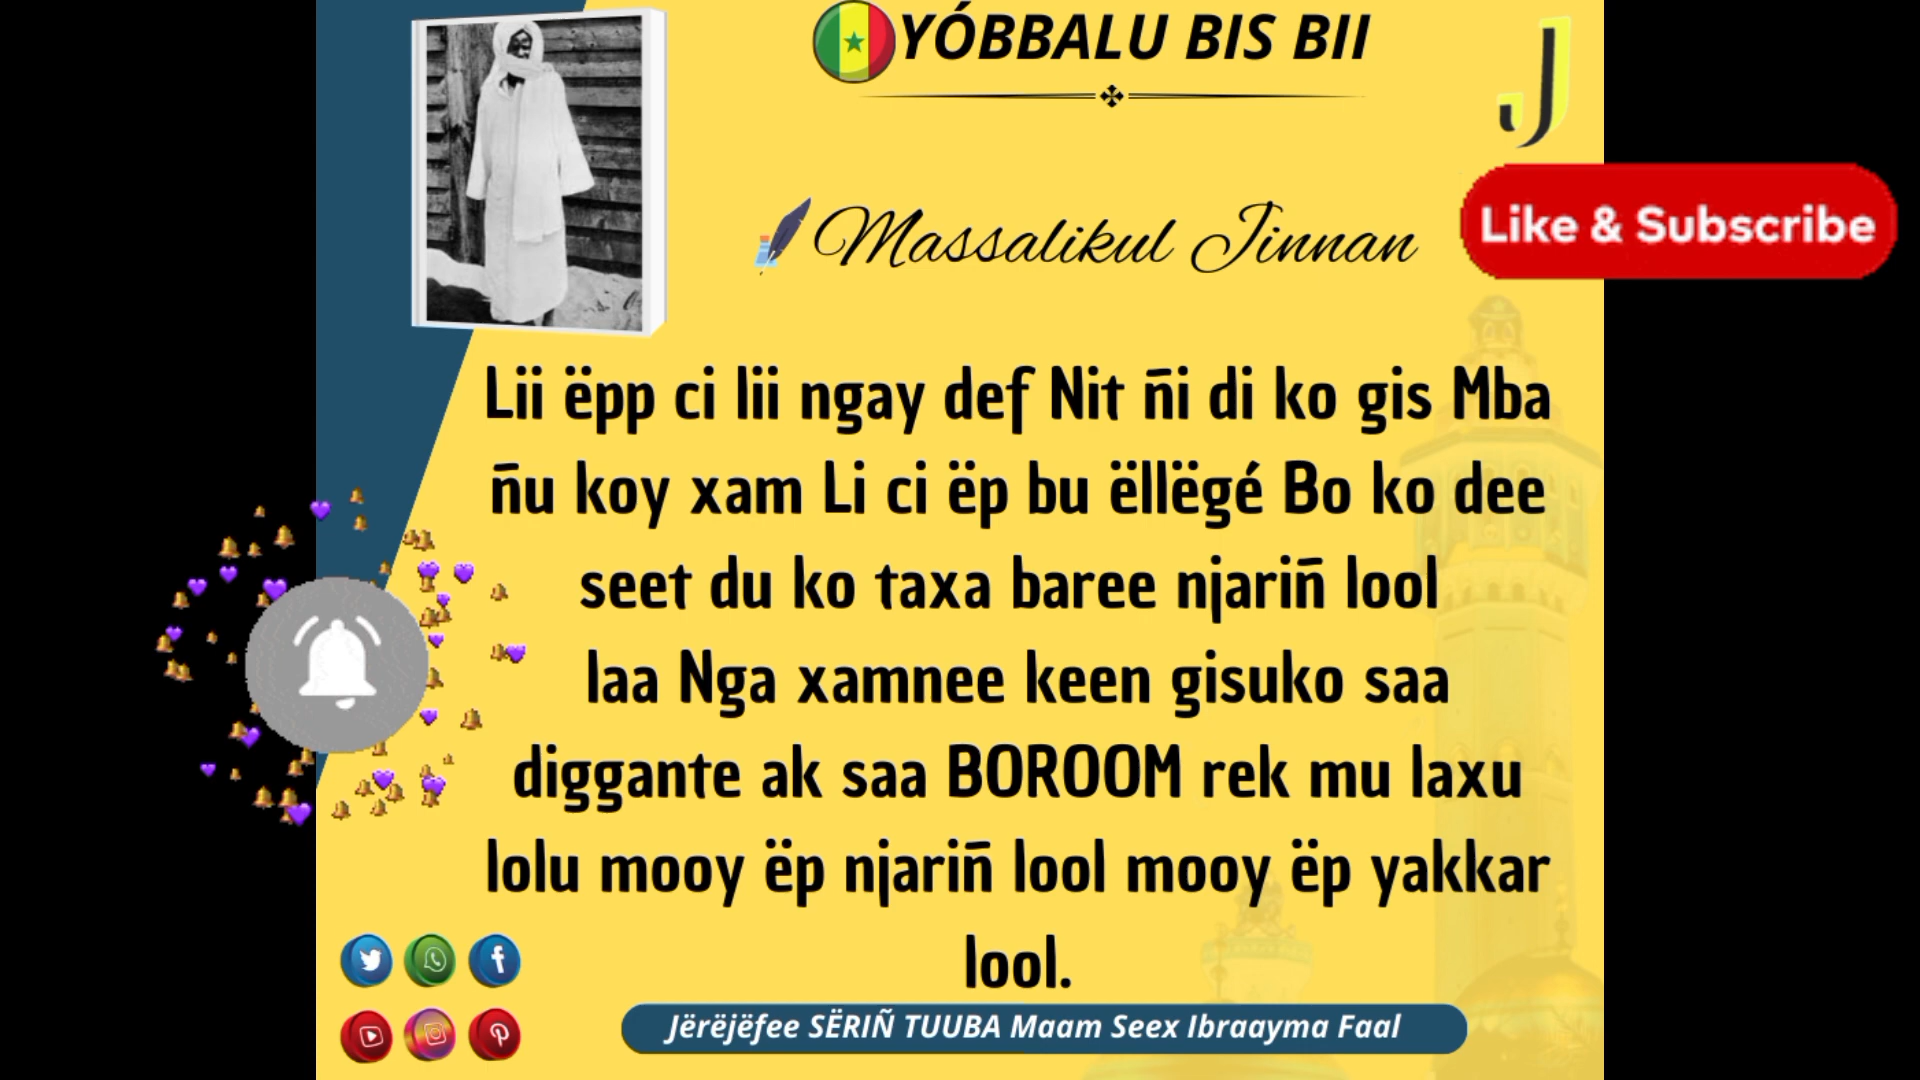 YÓBBALU BIS BII
J
Massalikul Jinnan
Like & Subscribe
Lii ëpp ci lii ngay def Nit ñi di ko gis Mba
ñu koy xam Li ci ëp bu ëllëgé Bo ko dee
seet du ko taxa baree njariñ lool
laa Nga xamnee keen gisuko saa
diggante ak saa BOROOM rek mu laxu
lolu mooy ëp njariñ lool mooy ëp yakkar
lool.
Jërëjëfee SËRIÑ TUUBA Maam Seex Ibraayma Faal